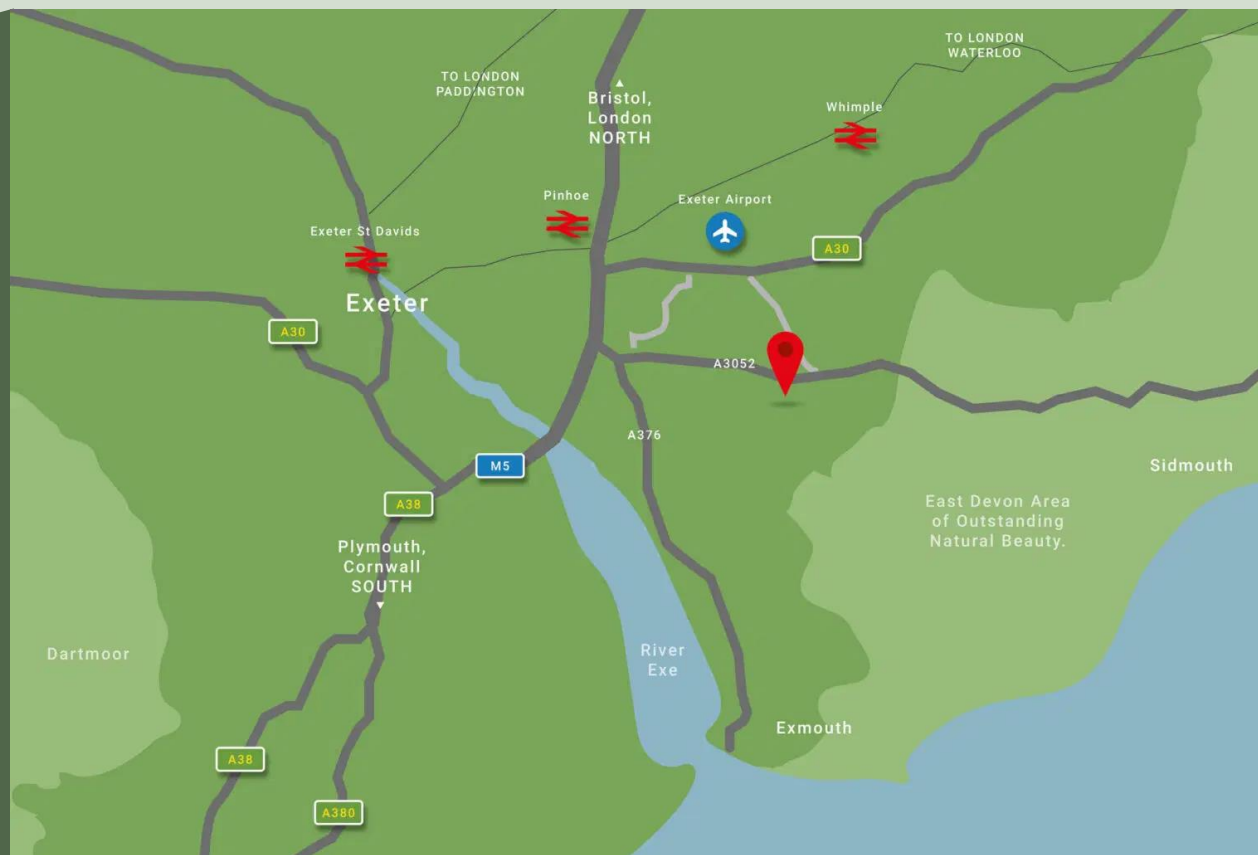 TO LONDON
WATERLOO
TO LONDON
PADDINGTON
Bristol,
London
NORTH
Whimple
Pinhoe
Exeter Airport
Exeter St Davids
A30
Exeter
A30
A3052
A376
M5
Sidmouth
A38
East Devon Area
of Outstanding
Natural Beauty.
Plymouth,
Cornwall
SOUTH
Dartmoor
River
Exe
Exmouth
A38
A380